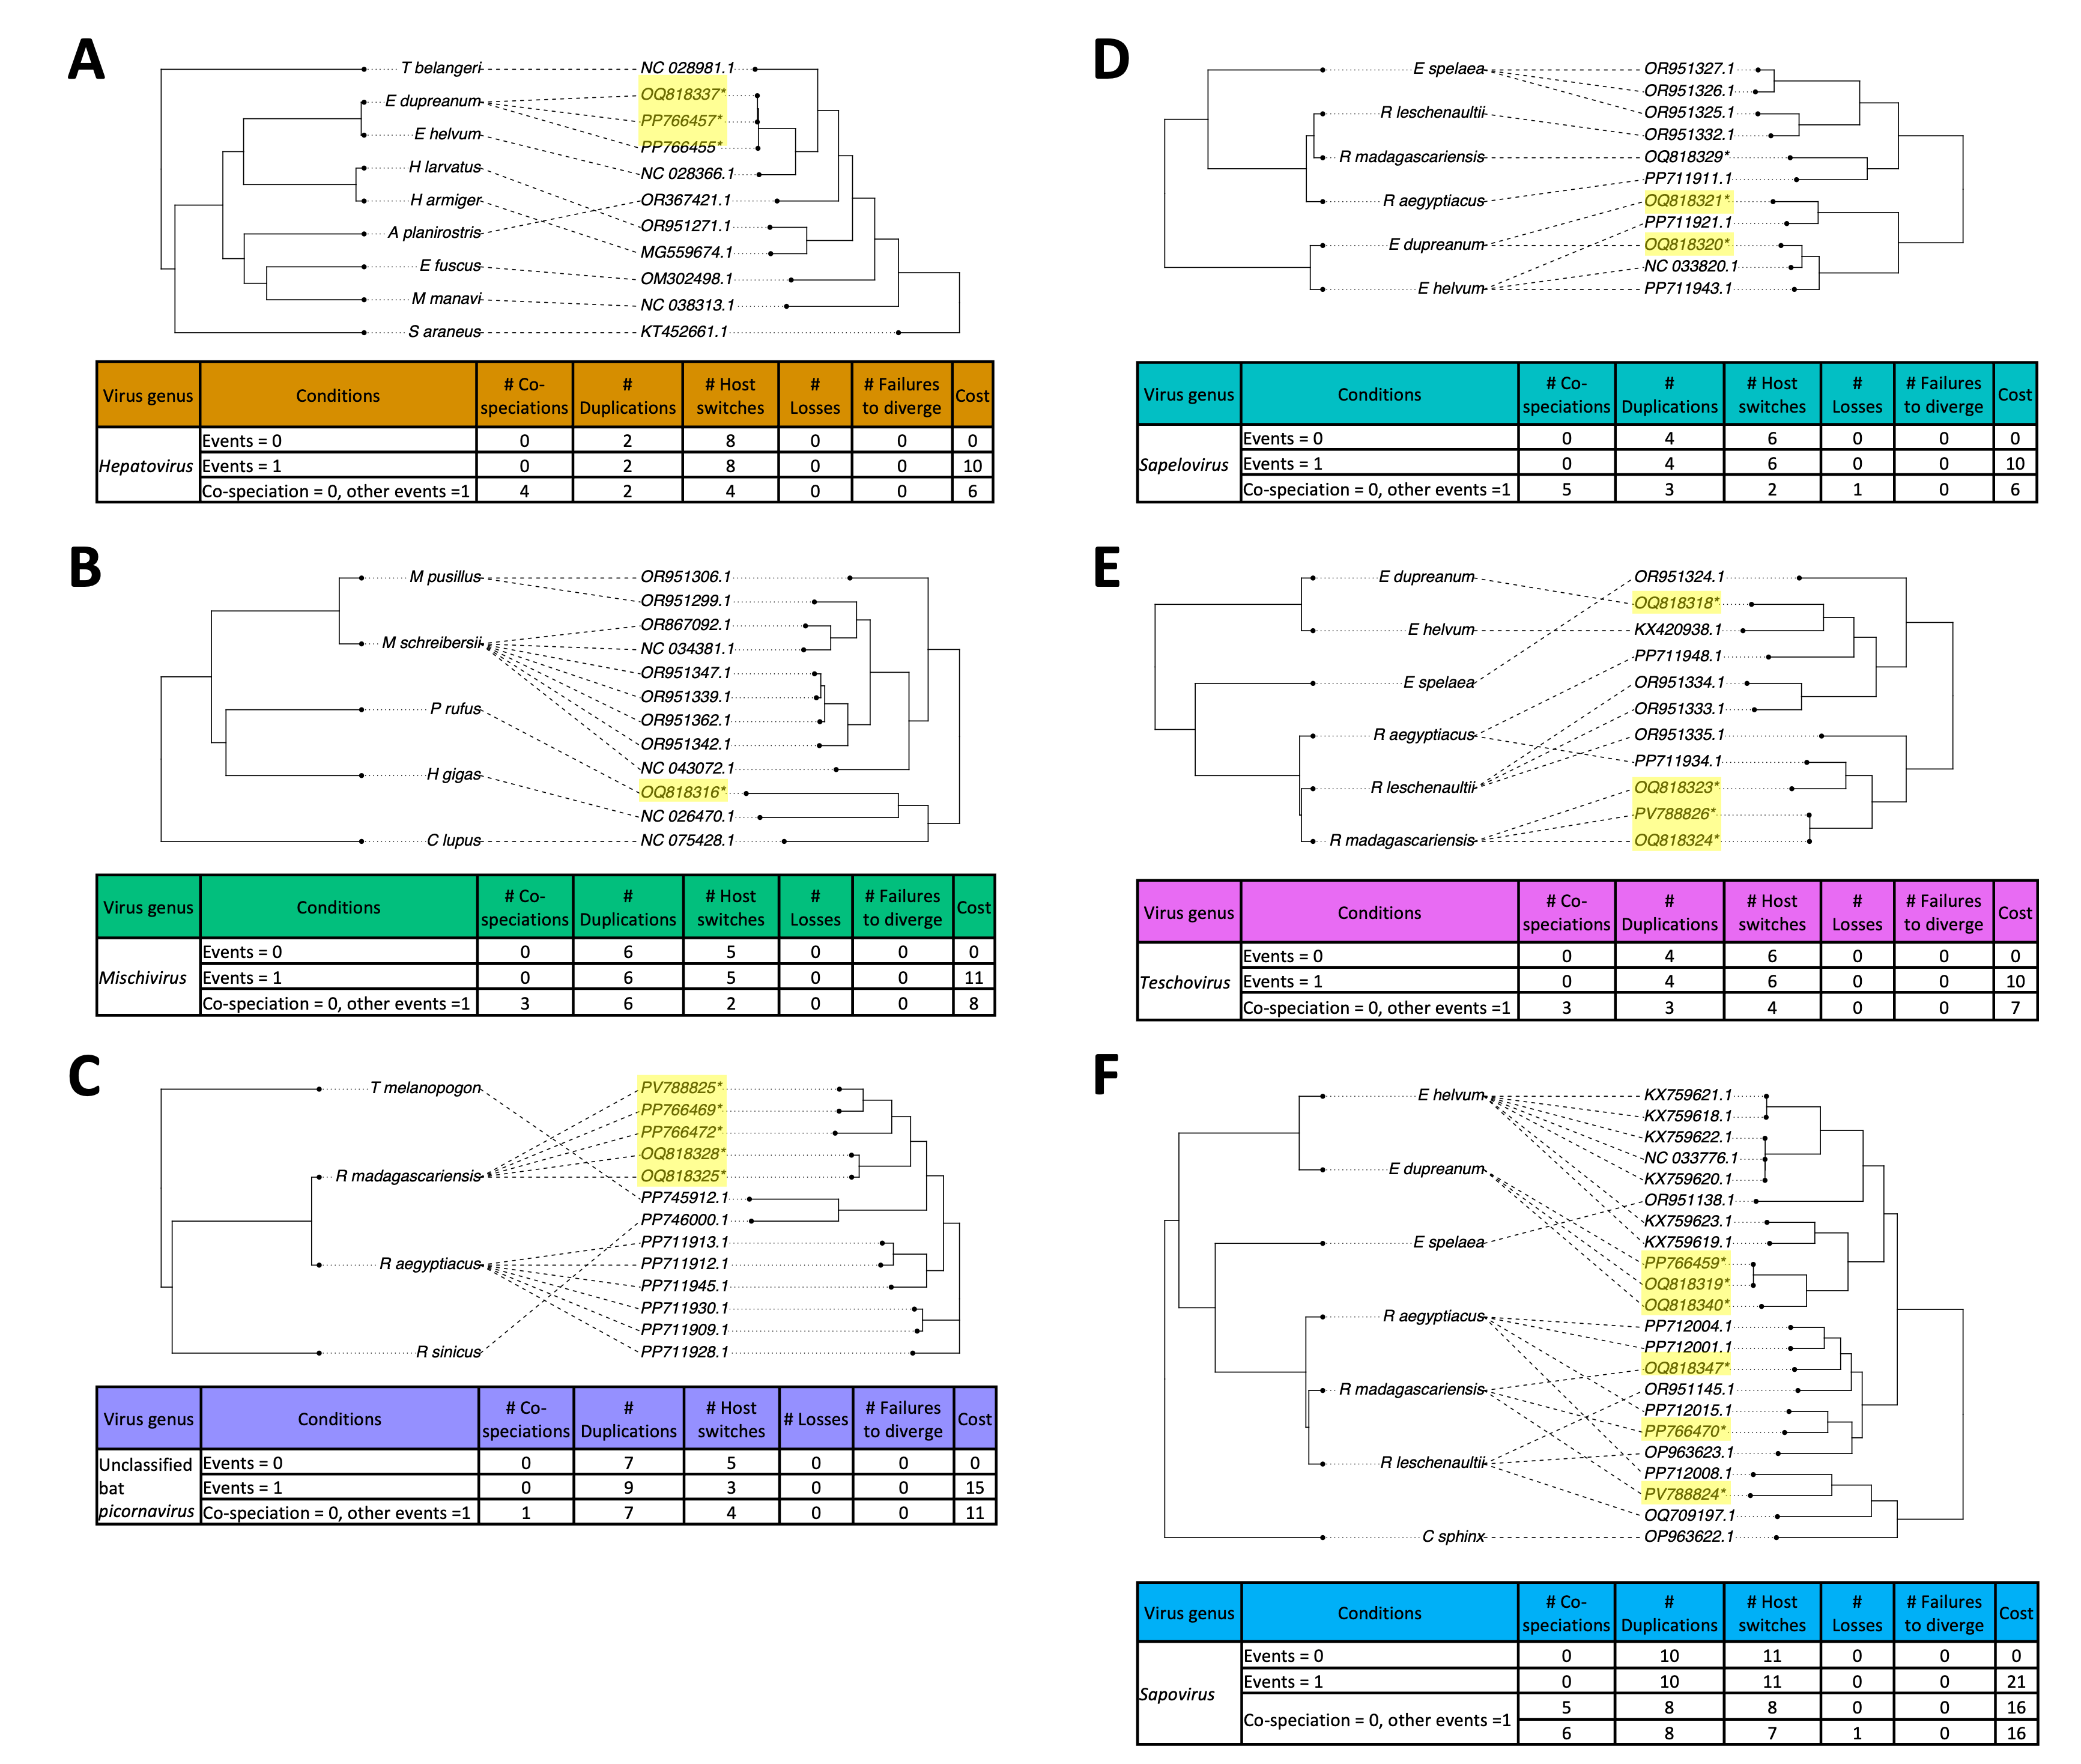 A
T belangeri
E dupreanum
E helvum
H larvatus
H armiger
A planirostris
E fuscus
M manavi
S araneus
NC 028981.1
OQ818337*
PP766457*
PP766455*
NC 028366.1
OR367421.1
OR951271.1
MG559674.1
OM302498.1
NC 038313.1
KT452661.1
Virus genus Conditions # Co-speciations # Duplications # Host switches # Losses # Failures to diverge Cost
Hepatovirus
Events = 0 0 2 8 0 0 0
Events = 1 0 2 8 0 0 10
Co-speciation = 0, other events =1 4 2 4 0 0 6
B
M pusillus
M schreibersii
P rufus
H gigas
C lupus
OR951306.1
OR951299.1
OR867092.1
NC 034381.1
OR951347.1
OR951339.1
OR951362.1
OR951342.1
NC 043072.1
OQ818316*
NC 026470.1
NC 075428.1
Virus genus Conditions # Co-speciations # Duplications # Host switches # Losses # Failures to diverge Cost
Mischivirus
Events = 0 0 6 5 0 0 0
Events = 1 0 6 5 0 0 11
Co-speciation = 0, other events =1 3 6 2 0 0 8
C
T melanopogon
R madagascariensis
R aegyptiacus
R sinicus
PV788825*
PP766469*
PP766472*
OQ818328*
OQ818325*
PP745912.1
PP746000.1
PP711913.1
PP711912.1
PP711945.1
PP711930.1
PP711909.1
PP711928.1
Virus genus Conditions # Co-speciations # Duplications # Host switches # Losses # Failures to diverge Cost
Unclassified bat picornavirus
Events = 0 0 7 5 0 0 0
Events = 1 0 9 3 0 0 15
Co-speciation = 0, other events =1 1 7 4 0 0 11
D
E spelaea
R leschenaultii
R madagascariensis
R aegyptiacus
E dupreanum
E helvum
OR951327.1
OR951326.1
OR951325.1
OR951332.1
OQ818329*
PP711911.1
OQ818321*
PP711921.1
OQ818320*
NC 033820.1
PP711943.1
Virus genus Conditions # Co-speciations # Duplications # Host switches # Losses # Failures to diverge Cost
Sapelovirus
Events = 0 0 4 6 0 0 0
Events = 1 0 4 6 0 0 10
Co-speciation = 0, other events =1 5 3 2 1 0 6
E
E dupreanum
E helvum
E spelaea
R aegyptiacus
R leschenaultii
R madagascariensis
OR951324.1
OQ818318*
KX420938.1
PP711948.1
OR951334.1
OR951333.1
OR951335.1
PP711934.1
OQ818323*
PV788826*
OQ818324*
Virus genus Conditions # Co-speciations # Duplications # Host switches # Losses # Failures to diverge Cost
Teschovirus
Events = 0 0 4 6 0 0 0
Events = 1 0 4 6 0 0 10
Co-speciation = 0, other events =1 3 3 4 0 0 7
F
E helvum
E dupreanum
E spelaea
R aegyptiacus
R madagascariensis
R leschenaultii
C sphinx
KX759621.1
KX759618.1
KX759622.1
NC 033776.1
KX759620.1
OR951138.1
KX759623.1
KX759619.1
PP766459*
OQ818319*
OQ818340*
PP712004.1
PP712001.1
OQ818347*
OR951145.1
PP712015.1
PP766470*
OP963623.1
PP712008.1
PV788824*
OQ709197.1
OP963622.1
Virus genus Conditions # Co-speciations # Duplications # Host switches # Losses # Failures to diverge Cost
Sapovirus
Events = 0 0 10 11 0 0 0
Events = 1 0 10 11 0 0 21
Co-speciation = 0, other events =1 5 8 8 0 0 16
6 8 7 1 0 16